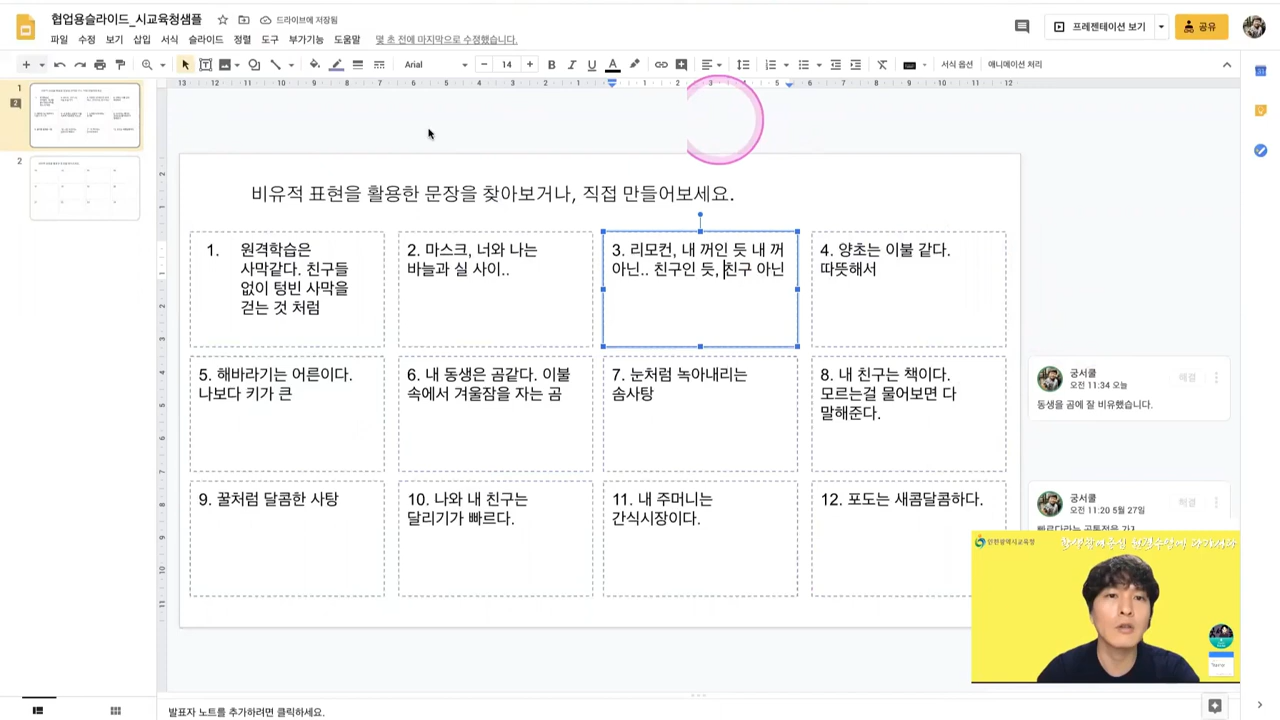 협업용슬라이드_시교육청샘플
드라이브에 저장됨
파일 수정 보기 삽입 서식 슬라이드 정렬 도구 부가기능 도움말 몇 초 전에 마지막으로 수정했습니다.
프레젠테이션 보기
공유
Arial
14
서식 옵션
애니메이션 처리
비유적 표현을 활용한 문장을 찾아보거나, 직접 만들어보세요.
1. 원격학습은
사막같다. 친구들
없이 텅빈 사막을
걷는 것 처럼
2. 마스크, 너와 나는
바늘과 실 사이..
3. 리모컨, 내 꺼인 듯 내 꺼
아닌.. 친구인 듯, 친구 아닌
4. 양초는 이불 같다.
따뜻해서
5. 해바라기는 어른이다.
나보다 키가 큰
6. 내 동생은 곰같다. 이불
속에서 겨울잠을 자는 곰
7. 눈처럼 녹아내리는
솜사탕
8. 내 친구는 책이다.
모르는걸 물어보면 다
말해준다.
9. 꿀처럼 달콤한 사탕
10. 나와 내 친구는
달리기가 빠르다.
11. 내 주머니는
간식시장이다.
12. 포도는 새콤달콤하다.
궁서쿨
오전 11:34 오늘
해결
동생을 곰에 잘 비유했습니다.
궁서쿨
오전 11:20 5월 27일
해결
인천광역시교육청
발표자 노트를 추가하려면 클릭하세요.